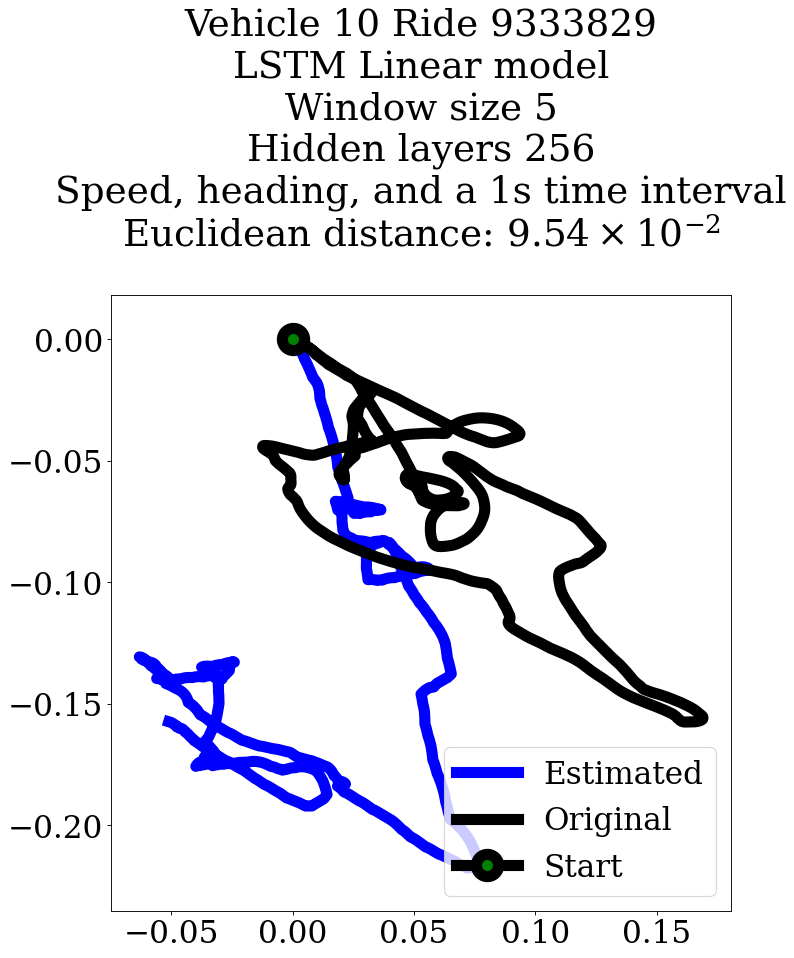 Vehicle 10 Ride 9333829
LSTM Linear model
Window size 5
Hidden layers 256
Speed, heading, and a 1s time interval
Euclidean distance: 9.54 × 10⁻²
0.00
−0.05
−0.10
−0.15
−0.20
Estimated
Original
Start
−0.05 0.00 0.05 0.10 0.15